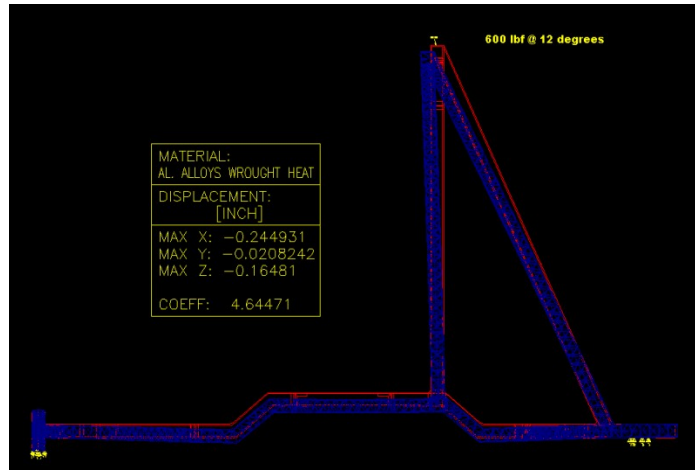 600 lbf @ 12 degrees
MATERIAL:
AL. ALLOYS WROUGHT HEAT
DISPLACEMENT:
[INCH]
MAX X: -0.244931
MAX Y: -0.0208242
MAX Z: -0.16481
COEFF: 4.64471